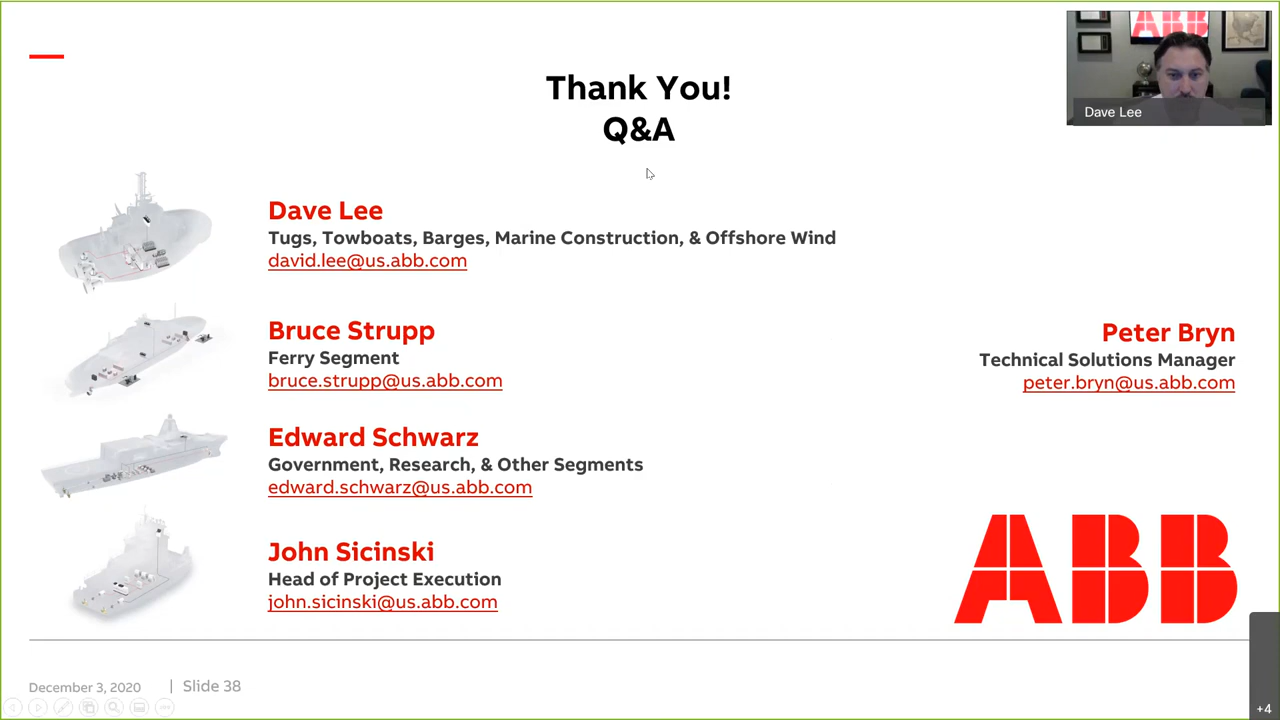 ABB
Dave Lee
Thank You!
Q&A
Dave Lee
Tugs, Towboats, Barges, Marine Construction, & Offshore Wind
david.lee@us.abb.com
Bruce Strupp
Ferry Segment
bruce.strupp@us.abb.com
Peter Bryn
Technical Solutions Manager
peter.bryn@us.abb.com
Edward Schwarz
Government, Research, & Other Segments
edward.schwarz@us.abb.com
John Sicinski
Head of Project Execution
john.sicinski@us.abb.com
ABB
December 3, 2020 | Slide 38
+4